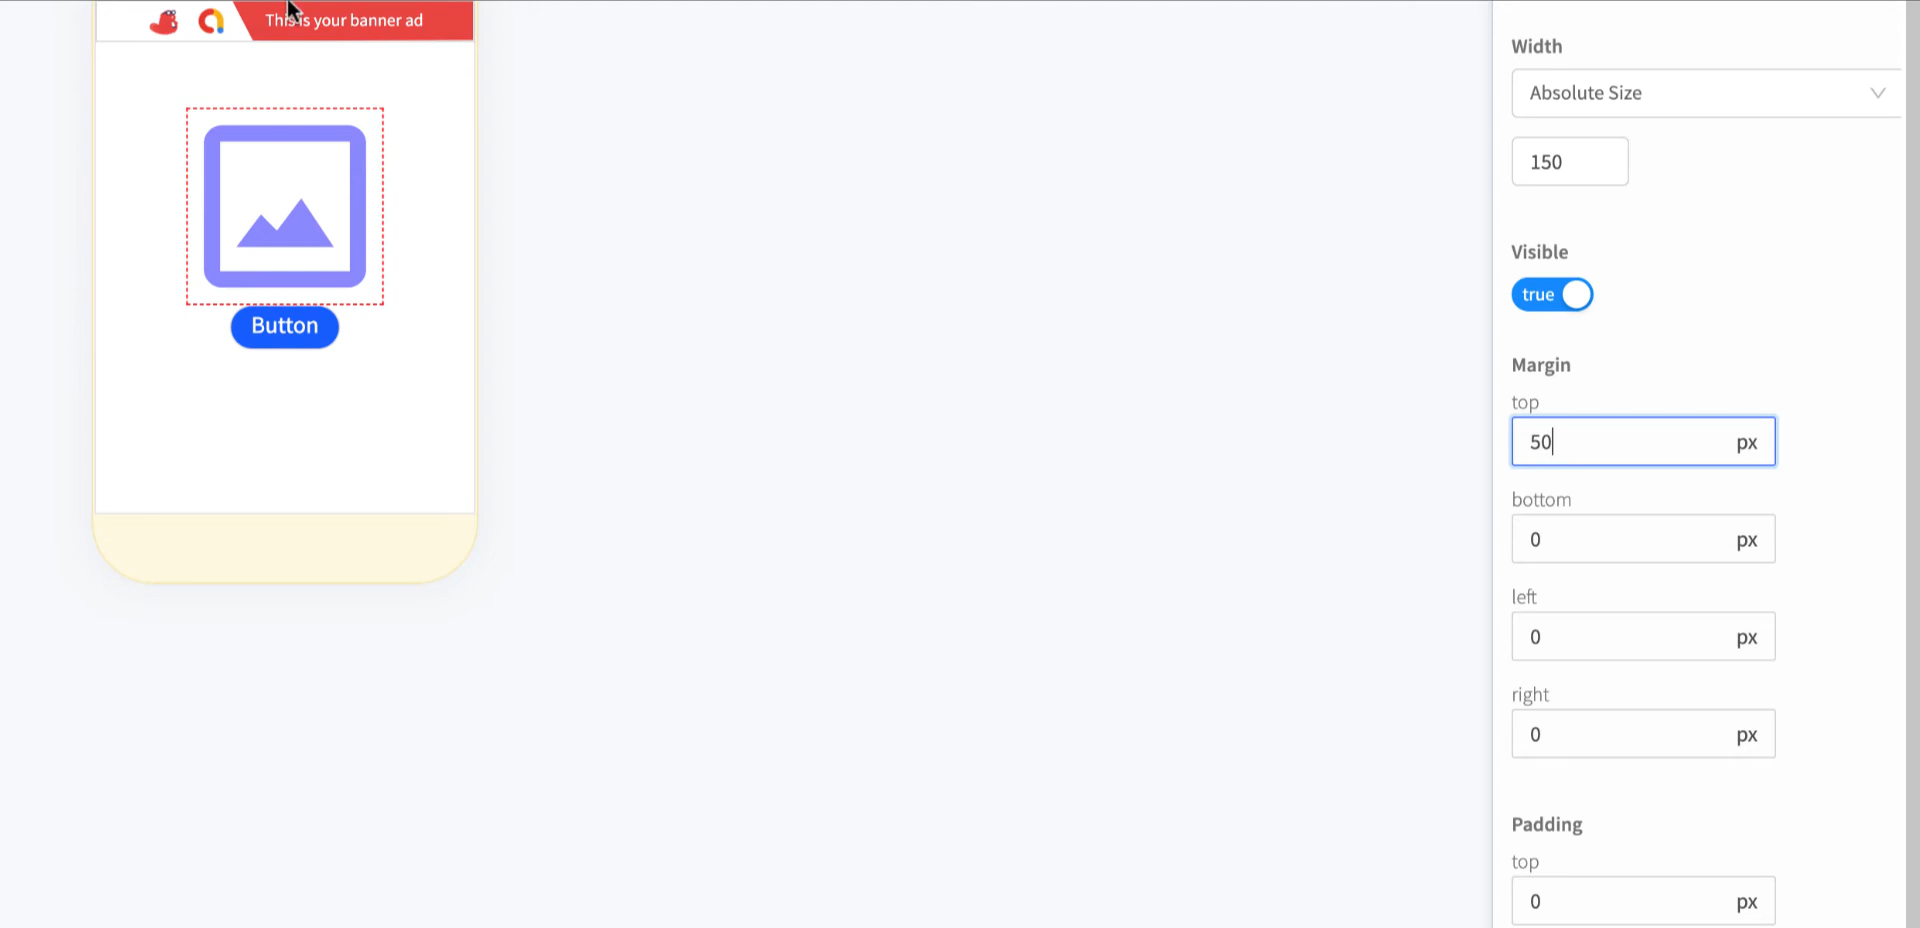 This is your banner ad
Button
Width
Absolute Size
150
Visible
true
Margin
top
50 px
bottom
0 px
left
0 px
right
0 px
Padding
top
0 px